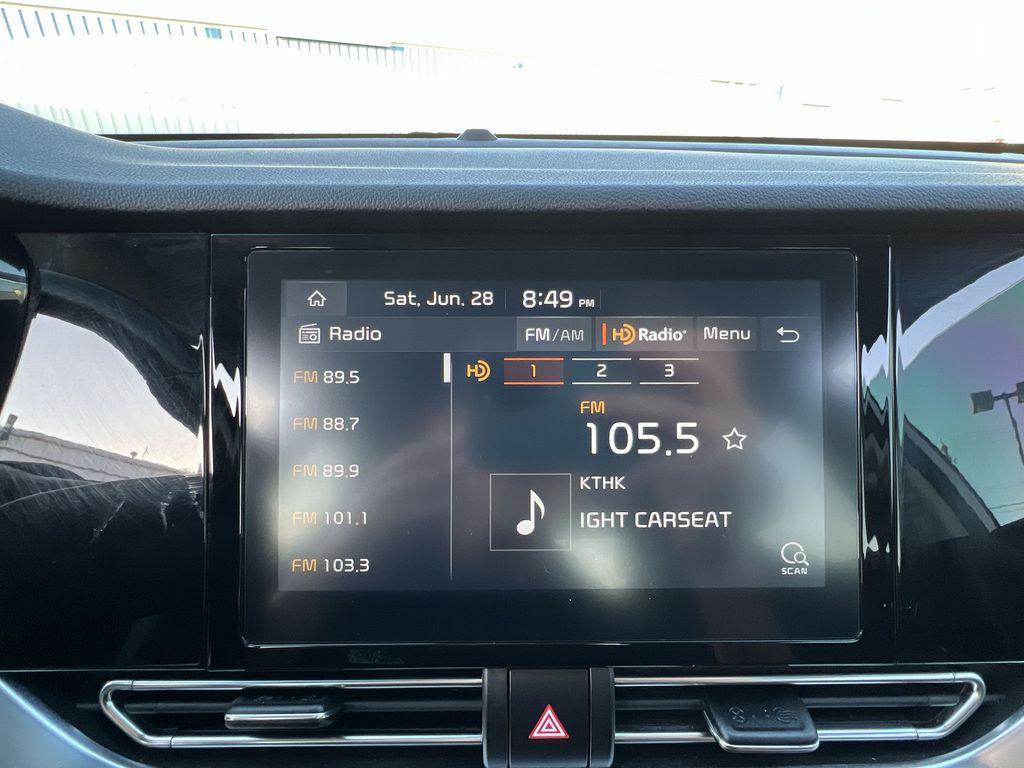 Sat, Jun. 28 8:49 PM
Radio FM/AM HD Radio Menu
FM 89.5
FM 88.7
FM 89.9
FM 101.1
FM 103.3
HD 1 2 3
FM
105.5
KTHK
IGHT CARSEAT
SCAN